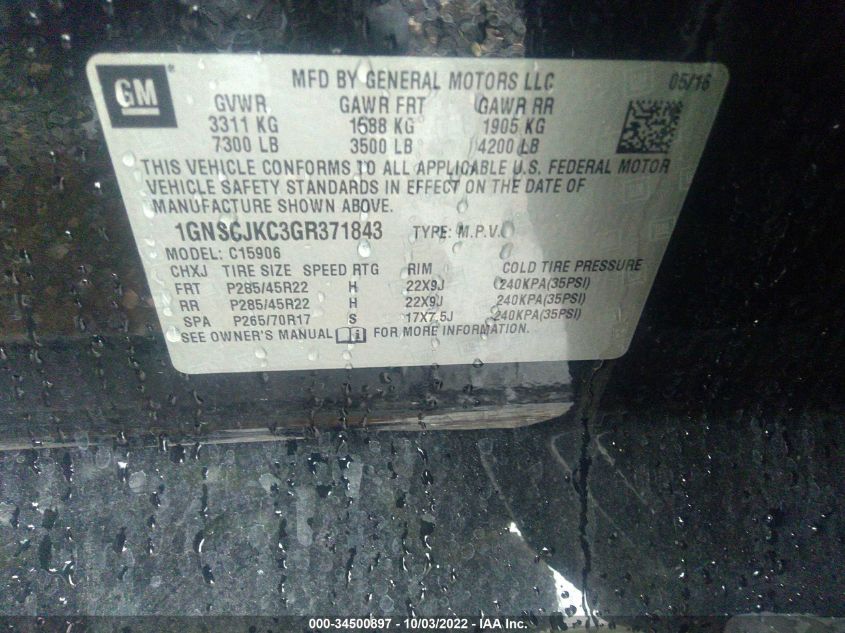 GM® MFD BY GENERAL MOTORS LLC 05/16
GVWR GAWR FRT GAWR RR
3311 KG 1588 KG 1905 KG
7300 LB 3500 LB 4200 LB
THIS VEHICLE CONFORMS TO ALL APPLICABLE U.S. FEDERAL MOTOR
VEHICLE SAFETY STANDARDS IN EFFECT ON THE DATE OF
MANUFACTURE SHOWN ABOVE.
1GNSCJKC3GR371843 TYPE: M.P.V.
MODEL: C15906
CHXJ TIRE SIZE SPEED RTG RIM COLD TIRE PRESSURE
FRT P285/45R22 H 22X9J 240KPA(35PSI)
RR P285/45R22 H 22X9J 240KPA(35PSI)
SPA P265/70R17 S 17X7.5J 240KPA(35PSI)
SEE OWNER'S MANUAL FOR MORE INFORMATION.
000-34500897 - 10/03/2022 - IAA Inc.